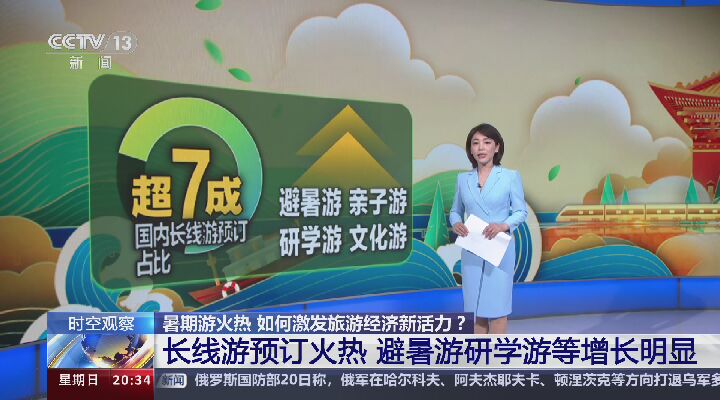 CCTV 13
新闻
超7成
国内长线游预订
占比
避暑游 亲子游
研学游 文化游
时空观察
暑期游火热 如何激发旅游经济新活力？
长线游预订火热 避暑游研学游等增长明显
星期日 20:34
新闻 俄罗斯国防部20日称，俄军在哈尔科夫、阿夫杰耶夫卡、顿涅茨克等方向打退乌军多